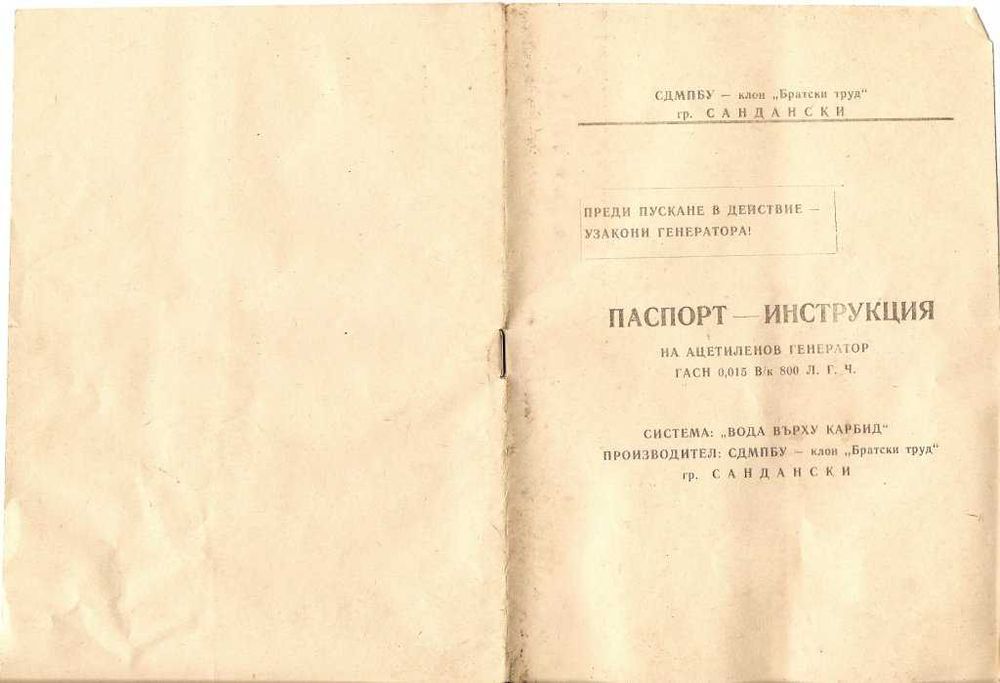 СДМПБУ — клон „Братски труд“
гр. САНДАНСКИ
ПРЕДИ ПУСКАНЕ В ДЕЙСТВИЕ —
УЗАКОНИ ГЕНЕРАТОРА!
ПАСПОРТ — ИНСТРУКЦИЯ
НА АЦЕТИЛЕНОВ ГЕНЕРАТОР
ГАСН 0,015 В/к 800 Л. Г. Ч.
СИСТЕМА: „ВОДА ВЪРХУ КАРБИД“
ПРОИЗВОДИТЕЛ: СДМПБУ — клон „Братски труд“
гр. САНДАНСКИ